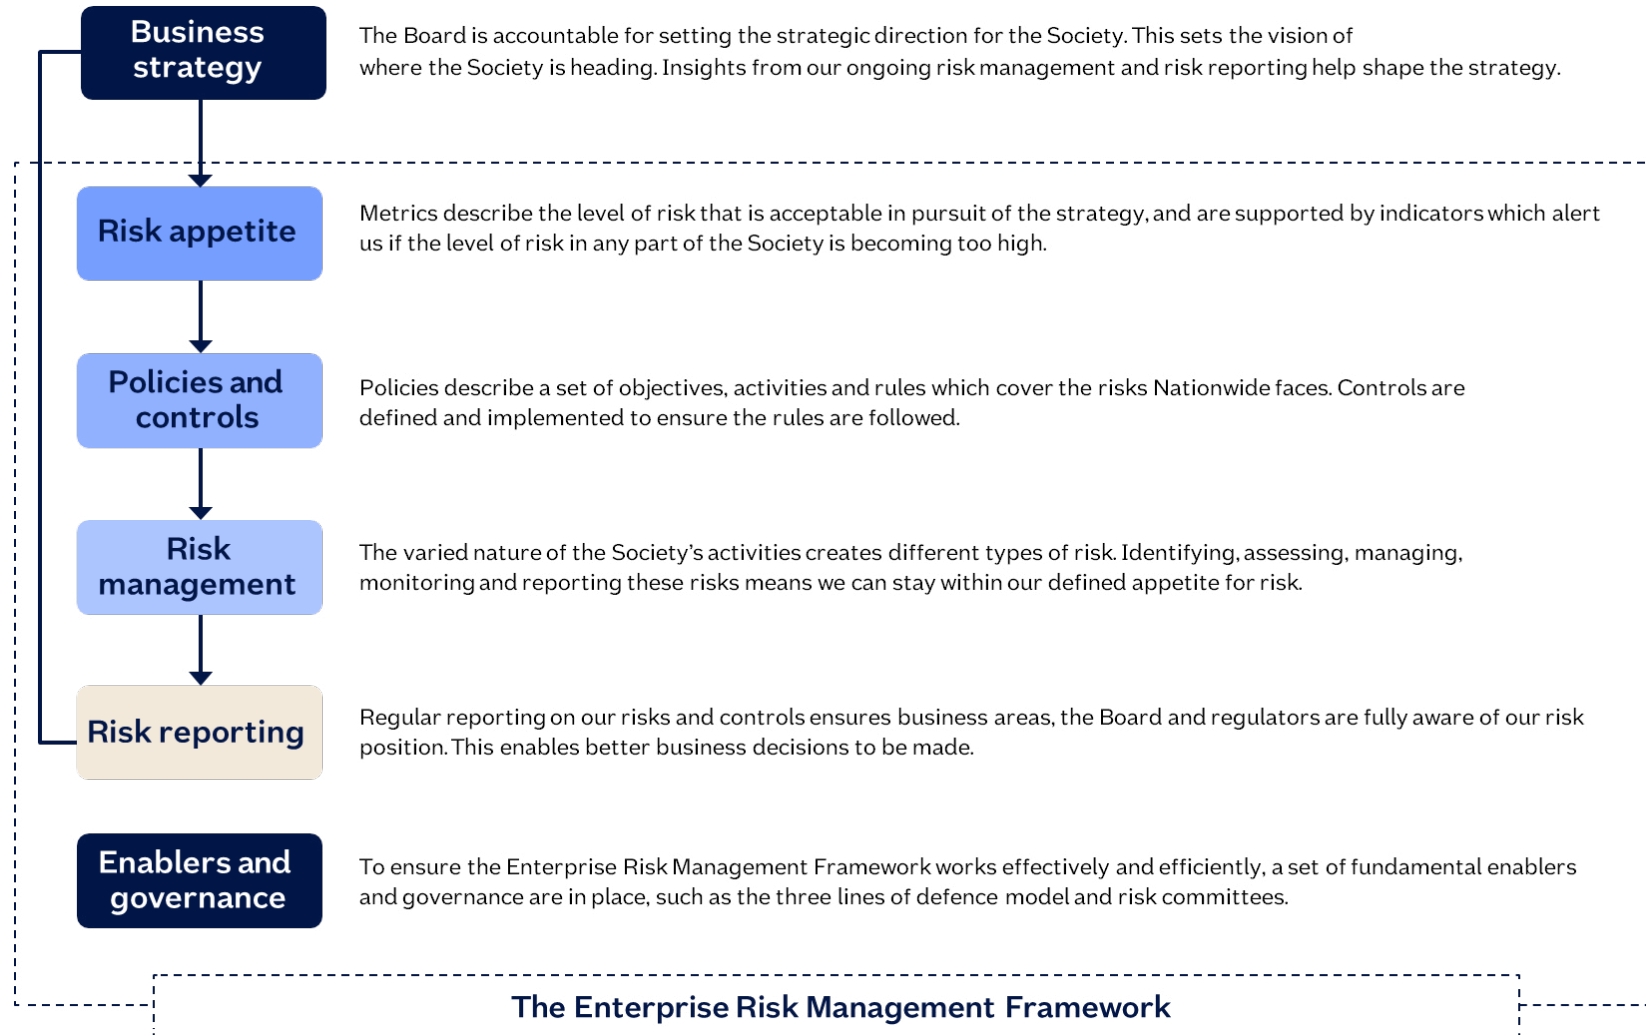 Business
strategy
The Board is accountable for setting the strategic direction for the Society. This sets the vision of
where the Society is heading. Insights from our ongoing risk management and risk reporting help shape the strategy.
Risk appetite
Metrics describe the level of risk that is acceptable in pursuit of the strategy, and are supported by indicators which alert
us if the level of risk in any part of the Society is becoming too high.
Policies and
controls
Policies describe a set of objectives, activities and rules which cover the risks Nationwide faces. Controls are
defined and implemented to ensure the rules are followed.
Risk
management
The varied nature of the Society’s activities creates different types of risk. Identifying, assessing, managing,
monitoring and reporting these risks means we can stay within our defined appetite for risk.
Risk reporting
Regular reporting on our risks and controls ensures business areas, the Board and regulators are fully aware of our risk
position. This enables better business decisions to be made.
Enablers and
governance
To ensure the Enterprise Risk Management Framework works effectively and efficiently, a set of fundamental enablers
and governance are in place, such as the three lines of defence model and risk committees.
The Enterprise Risk Management Framework